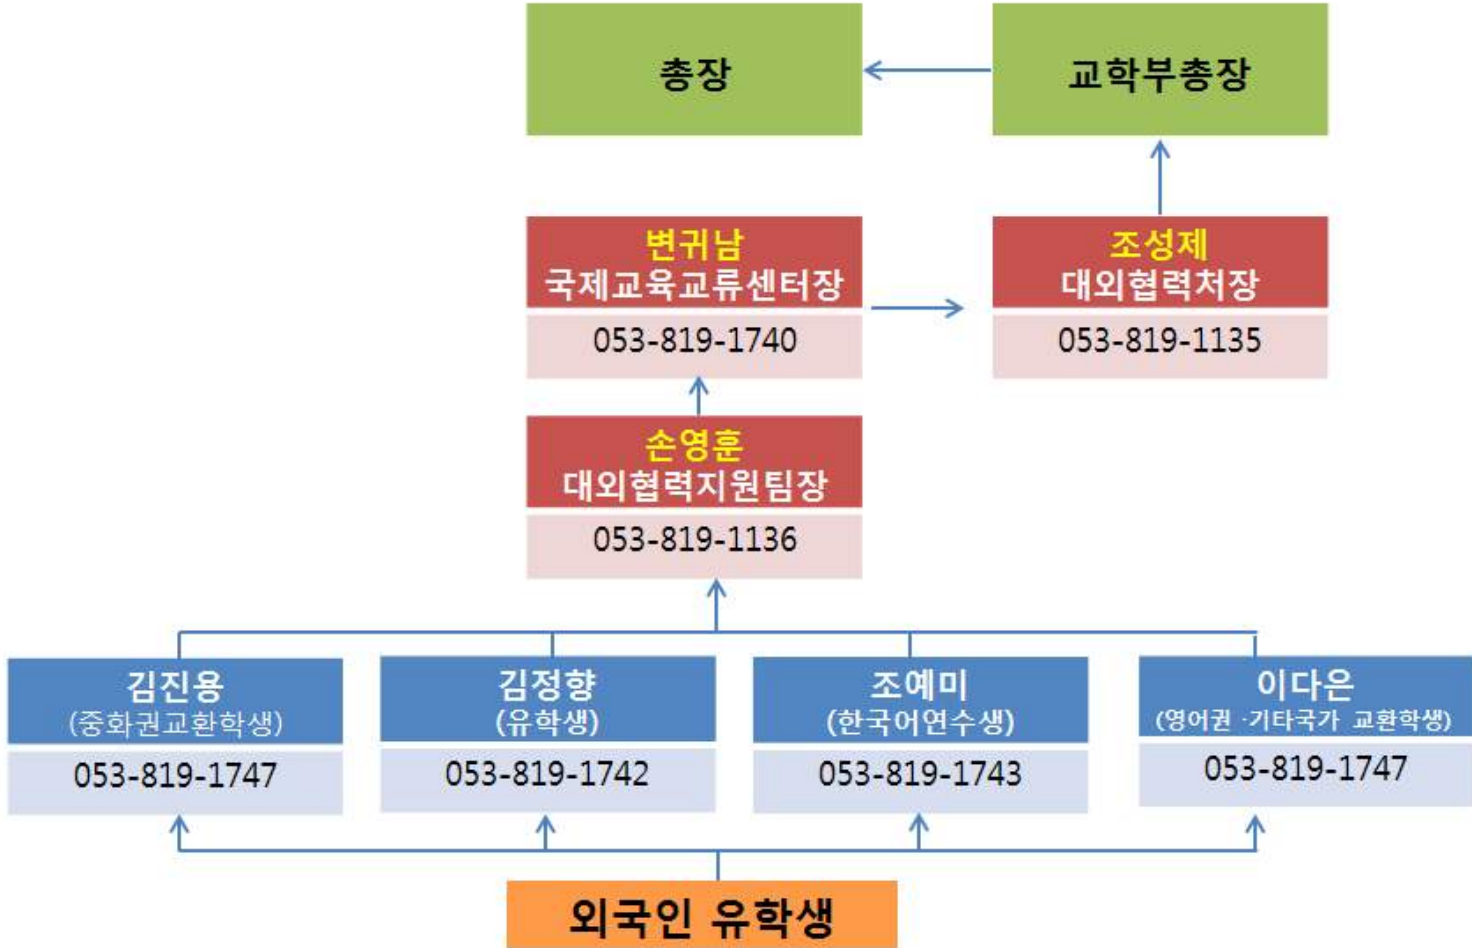 총장
교학부총장
변귀남
국제교육교류센터장
053-819-1740
조성제
대외협력처장
053-819-1135
손영훈
대외협력지원팀장
053-819-1136
김진용
(중화권교환학생)
053-819-1747
김정향
(유학생)
053-819-1742
조예미
(한국어연수생)
053-819-1743
이다은
(영어권 ·기타국가 교환학생)
053-819-1747
외국인 유학생